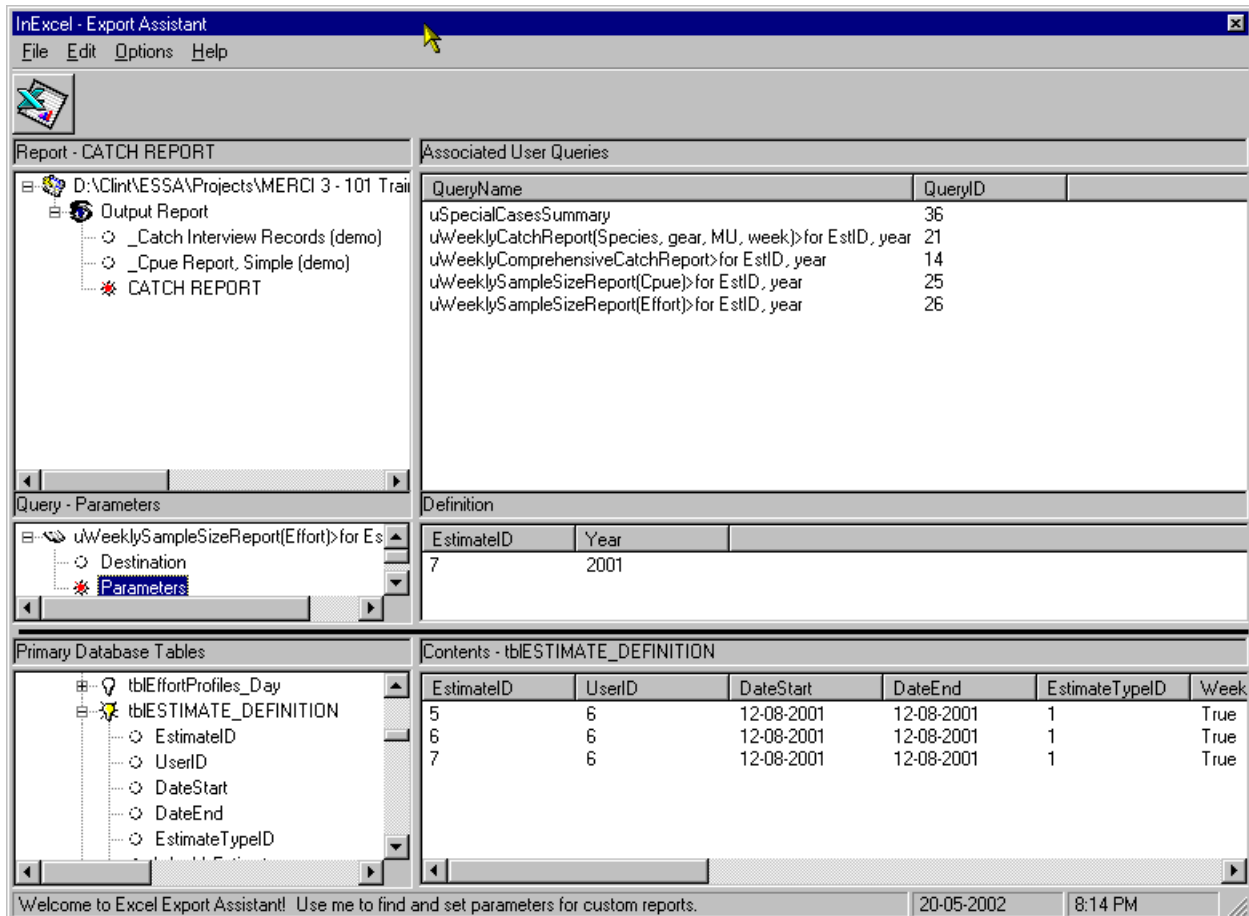 InExcel - Export Assistant
File Edit Options Help
Report - CATCH REPORT
D:\Clint\ESSA\Projects\MERCI 3 - 101 Trai
Output Report
_Catch Interview Records (demo)
_Cpue Report, Simple (demo)
CATCH REPORT
Associated User Queries
QueryName QueryID
uSpecialCasesSummary 36
uWeeklyCatchReport(Species, gear, MU, week)>for EstID, year 21
uWeeklyComprehensiveCatchReport>for EstID, year 14
uWeeklySampleSizeReport(Cpue)>for EstID, year 25
uWeeklySampleSizeReport(Effort)>for EstID, year 26
Query - Parameters
uWeeklySampleSizeReport(Effort)>for Es
Destination
Parameters
Definition
EstimateID Year
7 2001
Primary Database Tables
tblEffortProfiles_Day
tblESTIMATE_DEFINITION
EstimateID
UserID
DateStart
DateEnd
EstimateTypeID
Contents - tblESTIMATE_DEFINITION
EstimateID UserID DateStart DateEnd EstimateTypeID Week
5 6 12-08-2001 12-08-2001 1 True
6 6 12-08-2001 12-08-2001 1 True
7 6 12-08-2001 12-08-2001 1 True
Welcome to Excel Export Assistant! Use me to find and set parameters for custom reports. 20-05-2002 8:14 PM